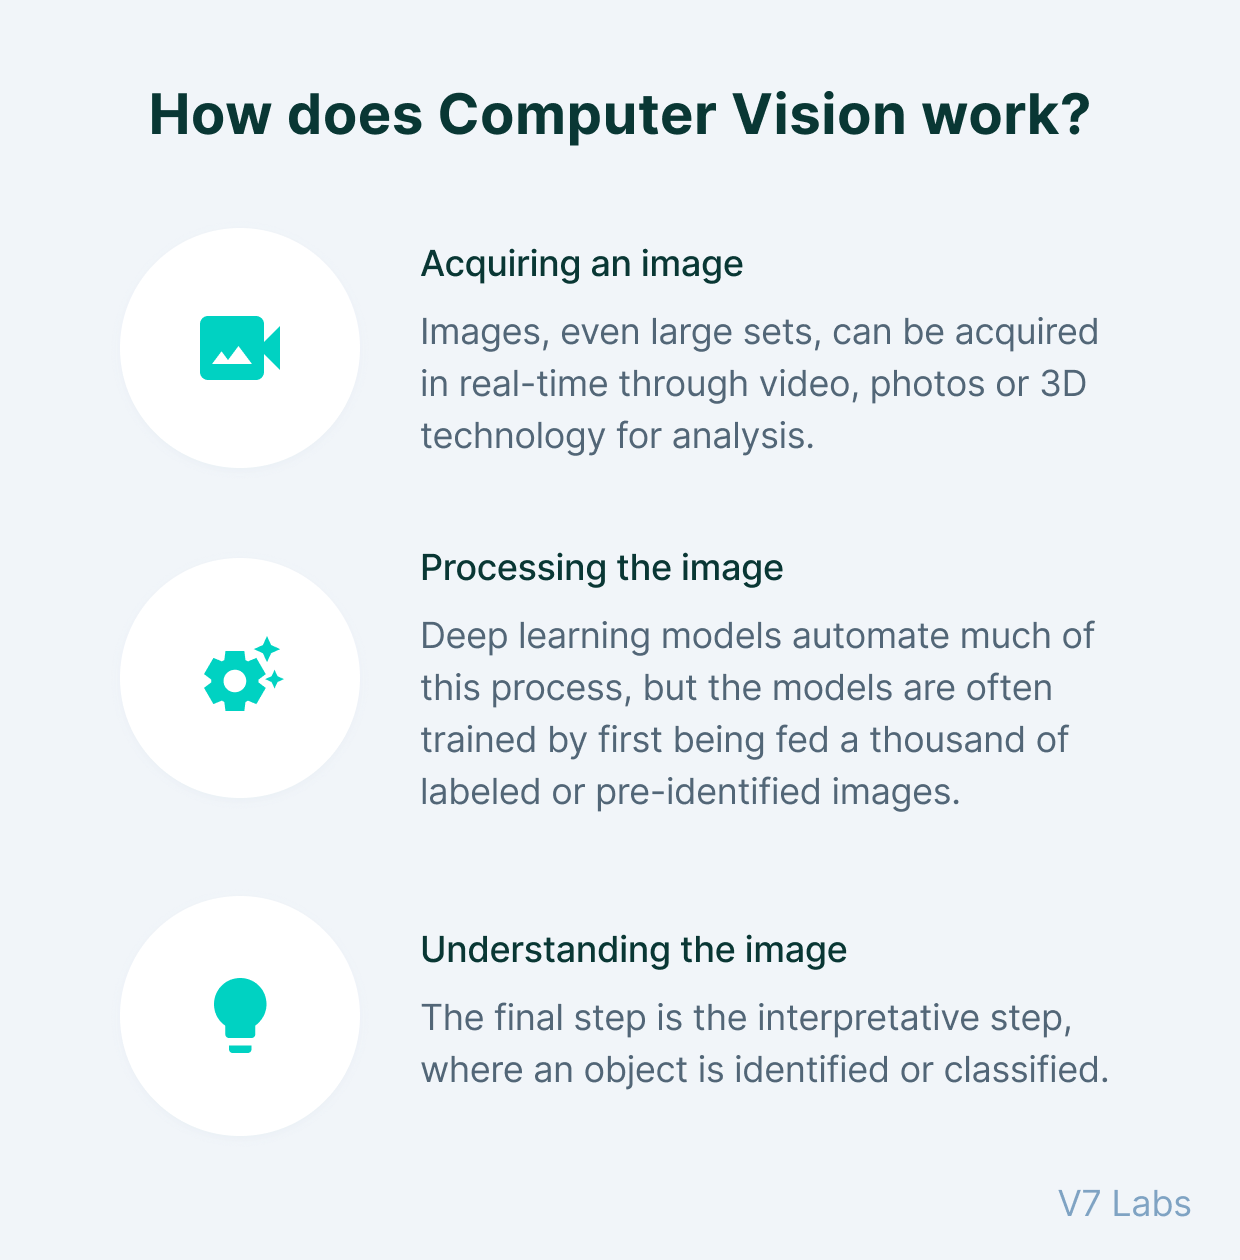 How does Computer Vision work?
Acquiring an image
Images, even large sets, can be acquired
in real-time through video, photos or 3D
technology for analysis.
Processing the image
Deep learning models automate much of
this process, but the models are often
trained by first being fed a thousand of
labeled or pre-identified images.
Understanding the image
The final step is the interpretative step,
where an object is identified or classified.
V7 Labs